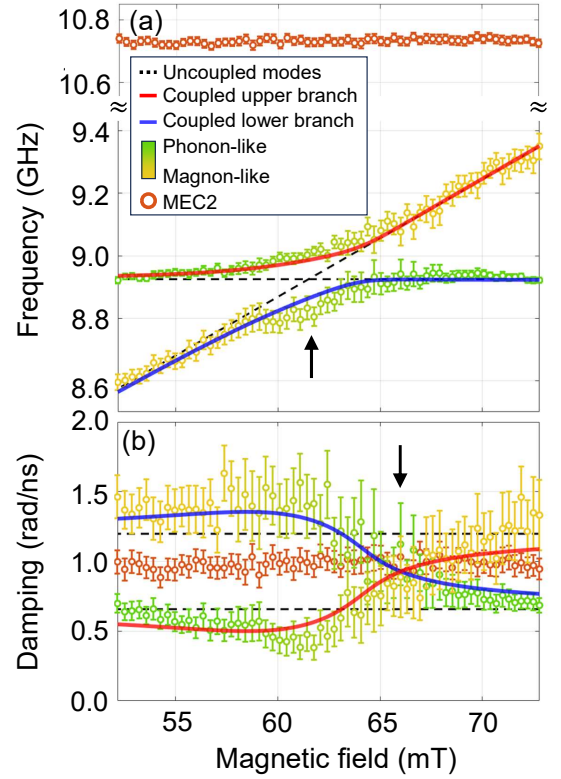 10.8
(a)
10.6
≈
≈
Uncoupled modes
Coupled upper branch
Coupled lower branch
Phonon-like
Magnon-like
MEC2
9.4
9.2
9.0
8.8
8.6
Frequency (GHz)
2.0
(b)
1.5
1.0
0.5
0.0
Damping (rad/ns)
55
60
65
70
Magnetic field (mT)